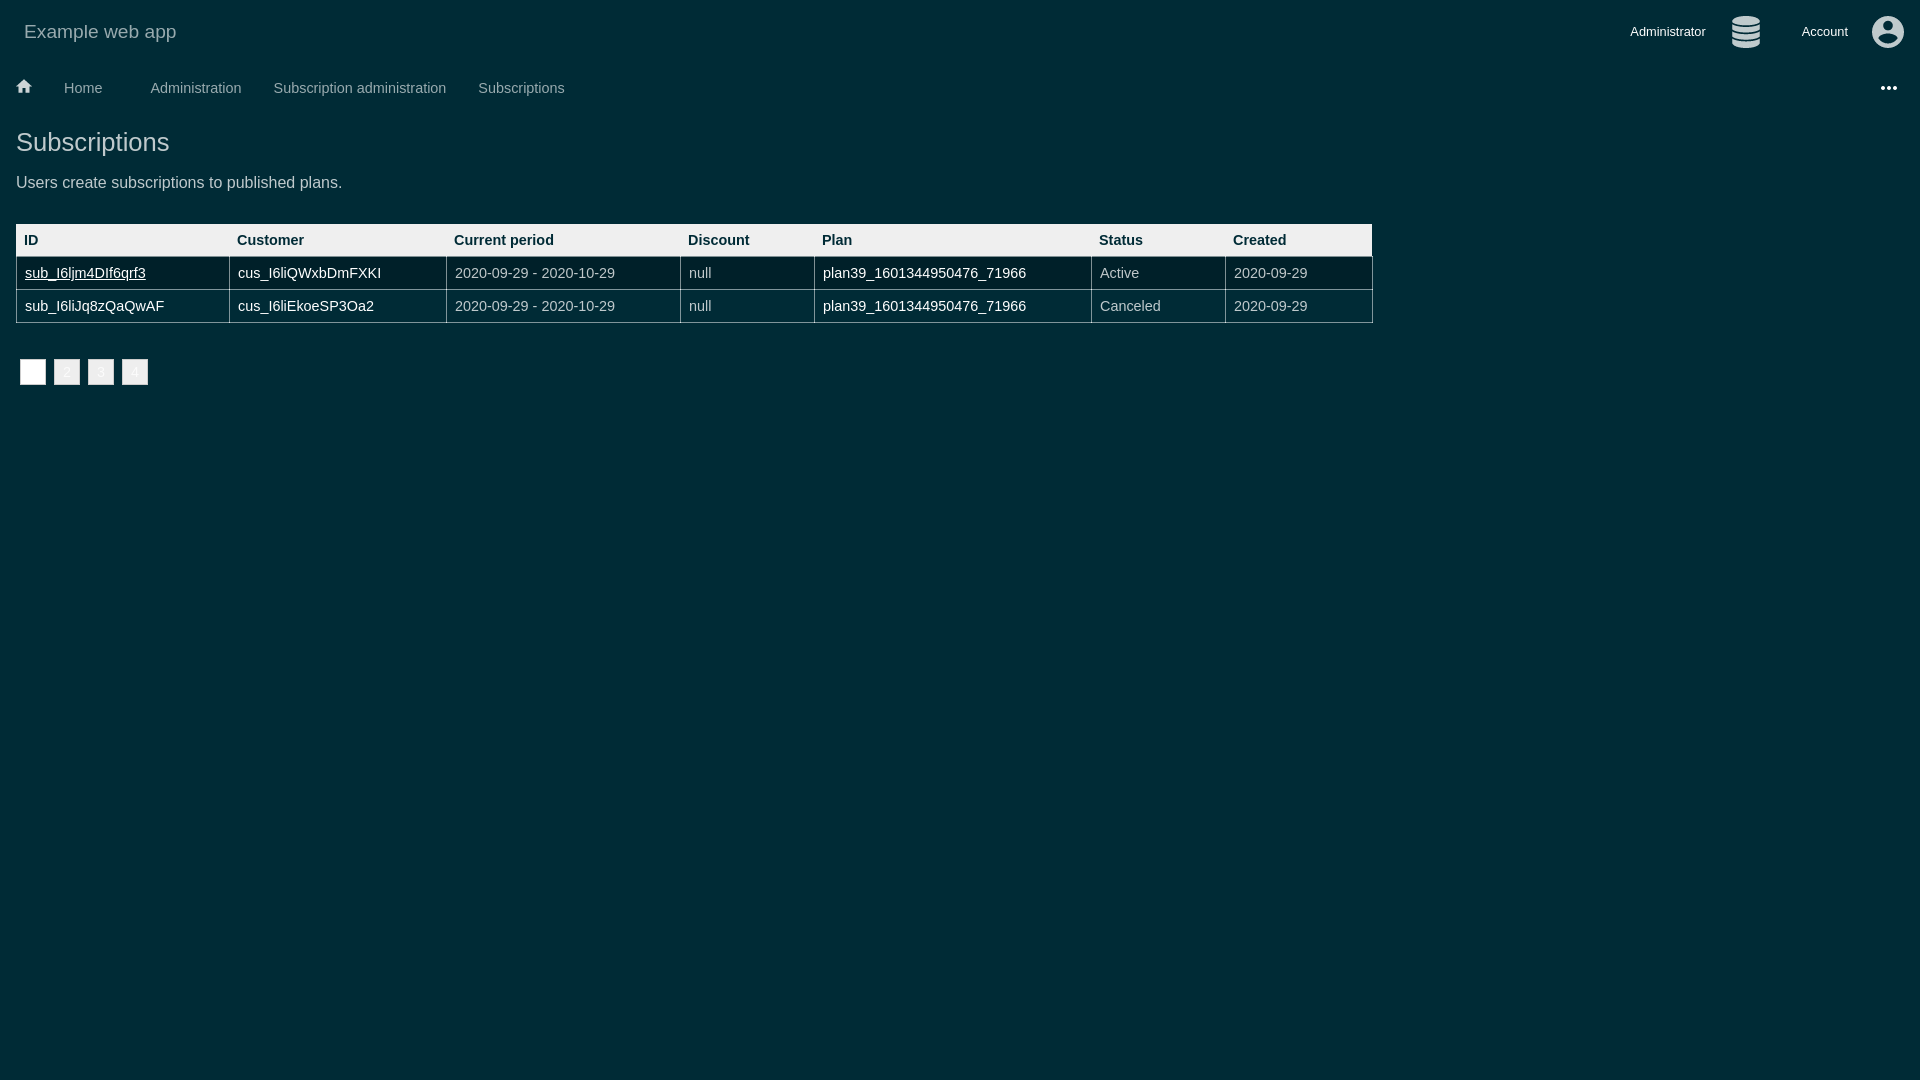 Example web app
Administrator
Account
Home Administration Subscription administration Subscriptions
Subscriptions
Users create subscriptions to published plans.
ID Customer Current period Discount Plan Status Created
sub_I6ljm4DIf6qrf3 cus_I6liQWxbDmFXKI 2020-09-29 - 2020-10-29 null plan39_1601344950476_71966 Active 2020-09-29
sub_I6liJq8zQaQwAF cus_I6liEkoeSP3Oa2 2020-09-29 - 2020-10-29 null plan39_1601344950476_71966 Canceled 2020-09-29
2 3 4